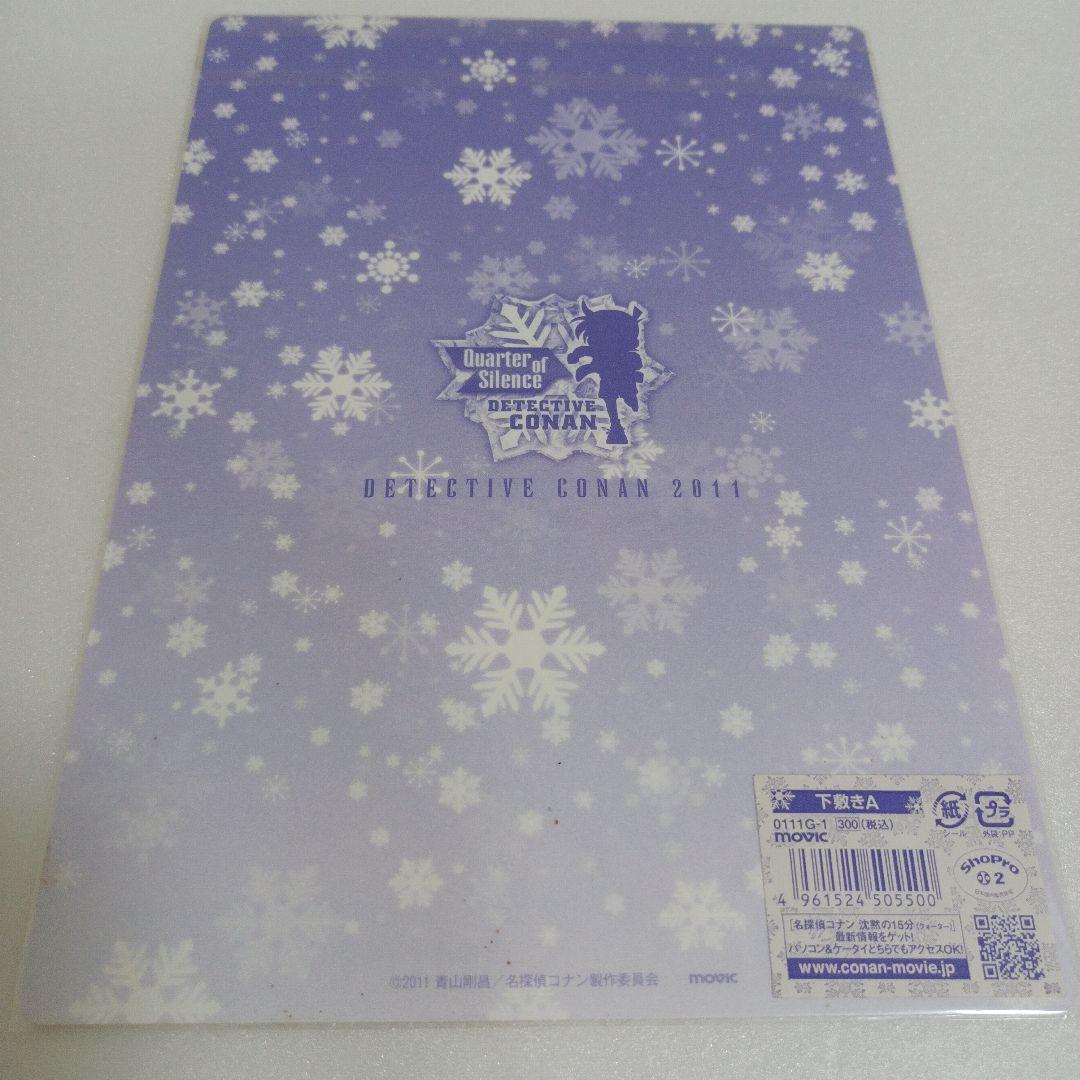 Quarter of
Silence
DETECTIVE
CONAN
DETECTIVE CONAN 2011
下敷きA
0111G-1 300(税込)
movic
紙
シール
プラ
外袋:PP
4 961524 505500
ShoPro
2
[名探偵コナン 沈黙の15分(クォーター)]
最新情報をゲット!
パソコン&ケータイどちらでもアクセスOK!
www.conan-movie.jp
©2011 青山剛昌/名探偵コナン製作委員会
movic